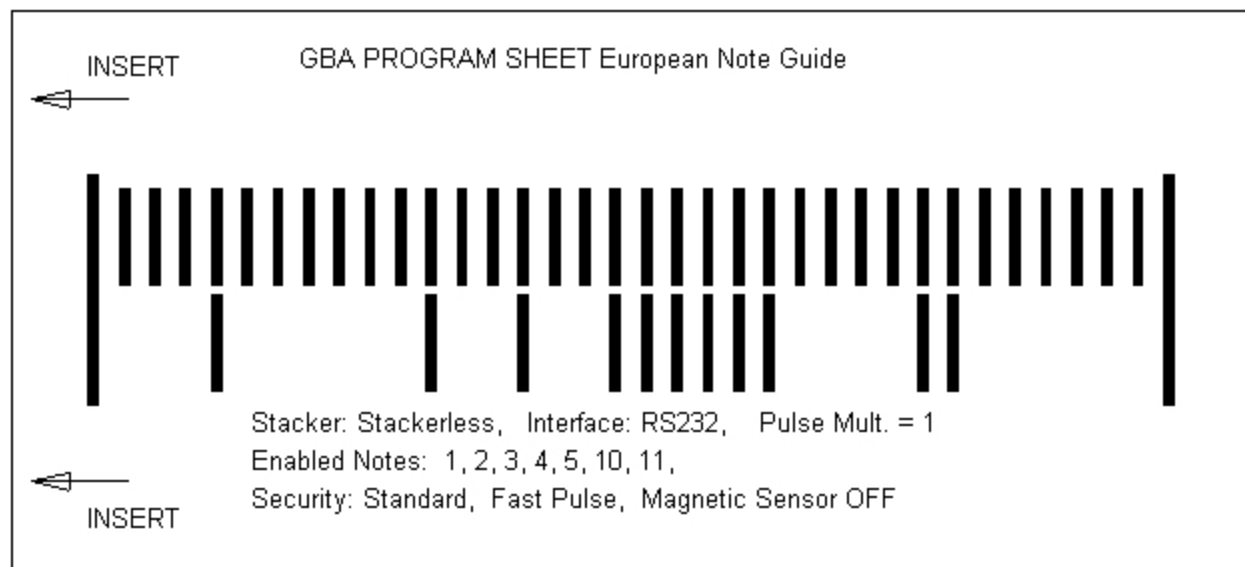 INSERT
GBA PROGRAM SHEET European Note Guide
Stacker: Stackerless, Interface: RS232, Pulse Mult. = 1
Enabled Notes: 1, 2, 3, 4, 5, 10, 11,
Security: Standard, Fast Pulse, Magnetic Sensor OFF
INSERT